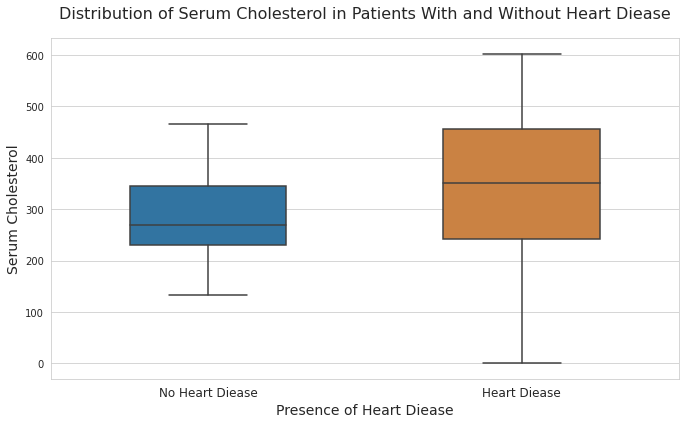 Distribution of Serum Cholesterol in Patients With and Without Heart Diease
600
500
400
300
200
100
0
Serum Cholesterol
No Heart Diease
Heart Diease
Presence of Heart Diease